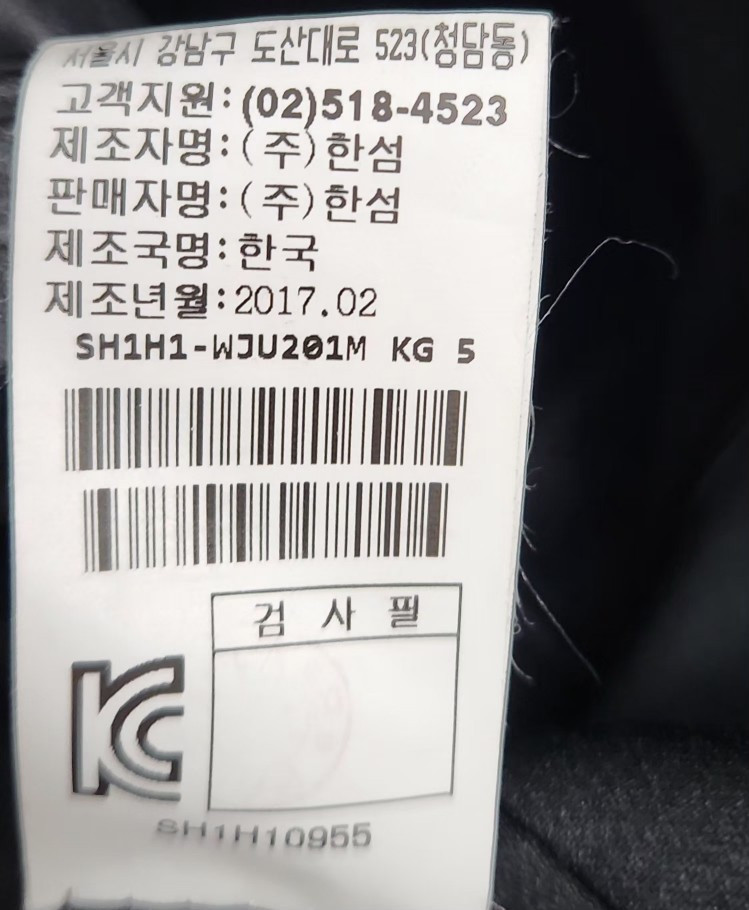 서울시 강남구 도산대로 523(청담동)
고객지원:(02)518-4523
제조자명:(주)한섬
판매자명:(주)한섬
제조국명:한국
제조년월:2017.02
SH1H1-WJU201M KG 5
검 사 필
KC
SH1H10955